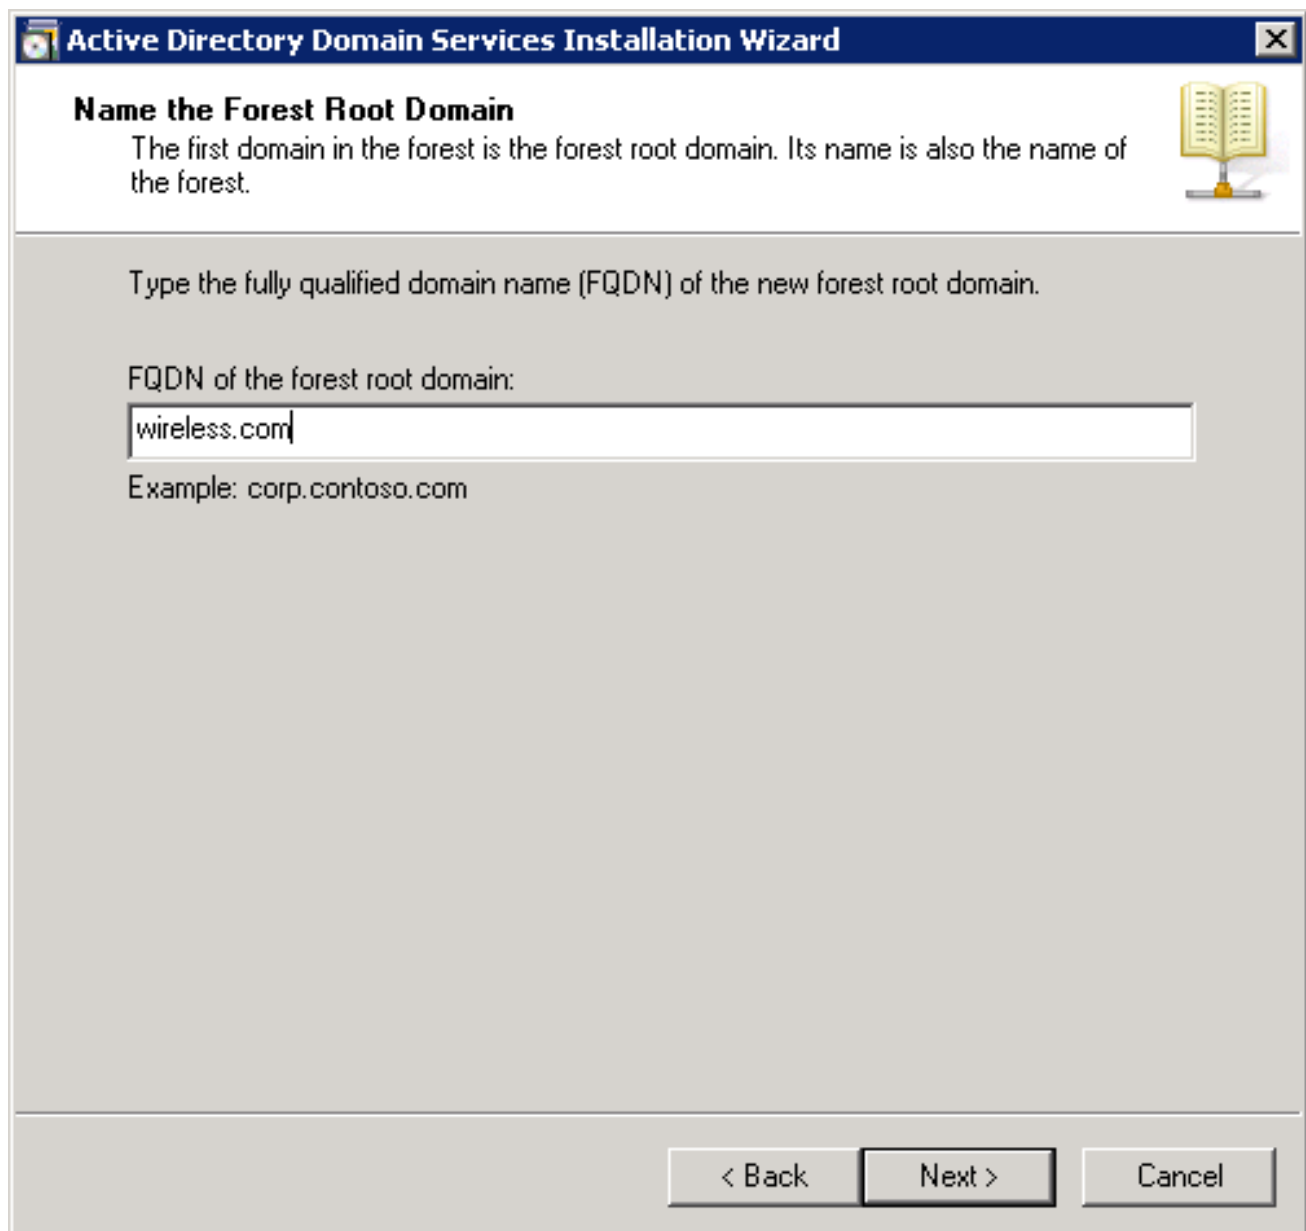 Active Directory Domain Services Installation Wizard
Name the Forest Root Domain
The first domain in the forest is the forest root domain. Its name is also the name of
the forest.
Type the fully qualified domain name (FQDN) of the new forest root domain.
FQDN of the forest root domain:
wireless.com
Example: corp.contoso.com
< Back
Next >
Cancel